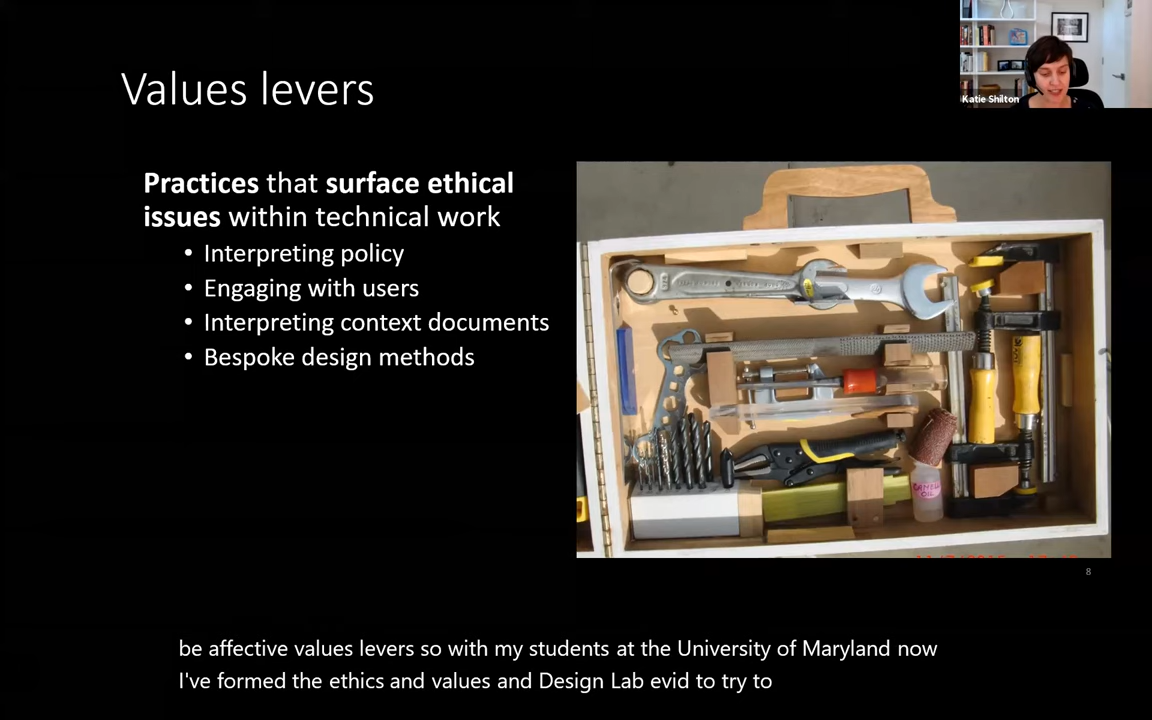 Katie Shilton
Values levers
Practices that surface ethical
issues within technical work
• Interpreting policy
• Engaging with users
• Interpreting context documents
• Bespoke design methods
CAMELLIA
OIL
8
be affective values levers so with my students at the University of Maryland now
I've formed the ethics and values and Design Lab evid to try to